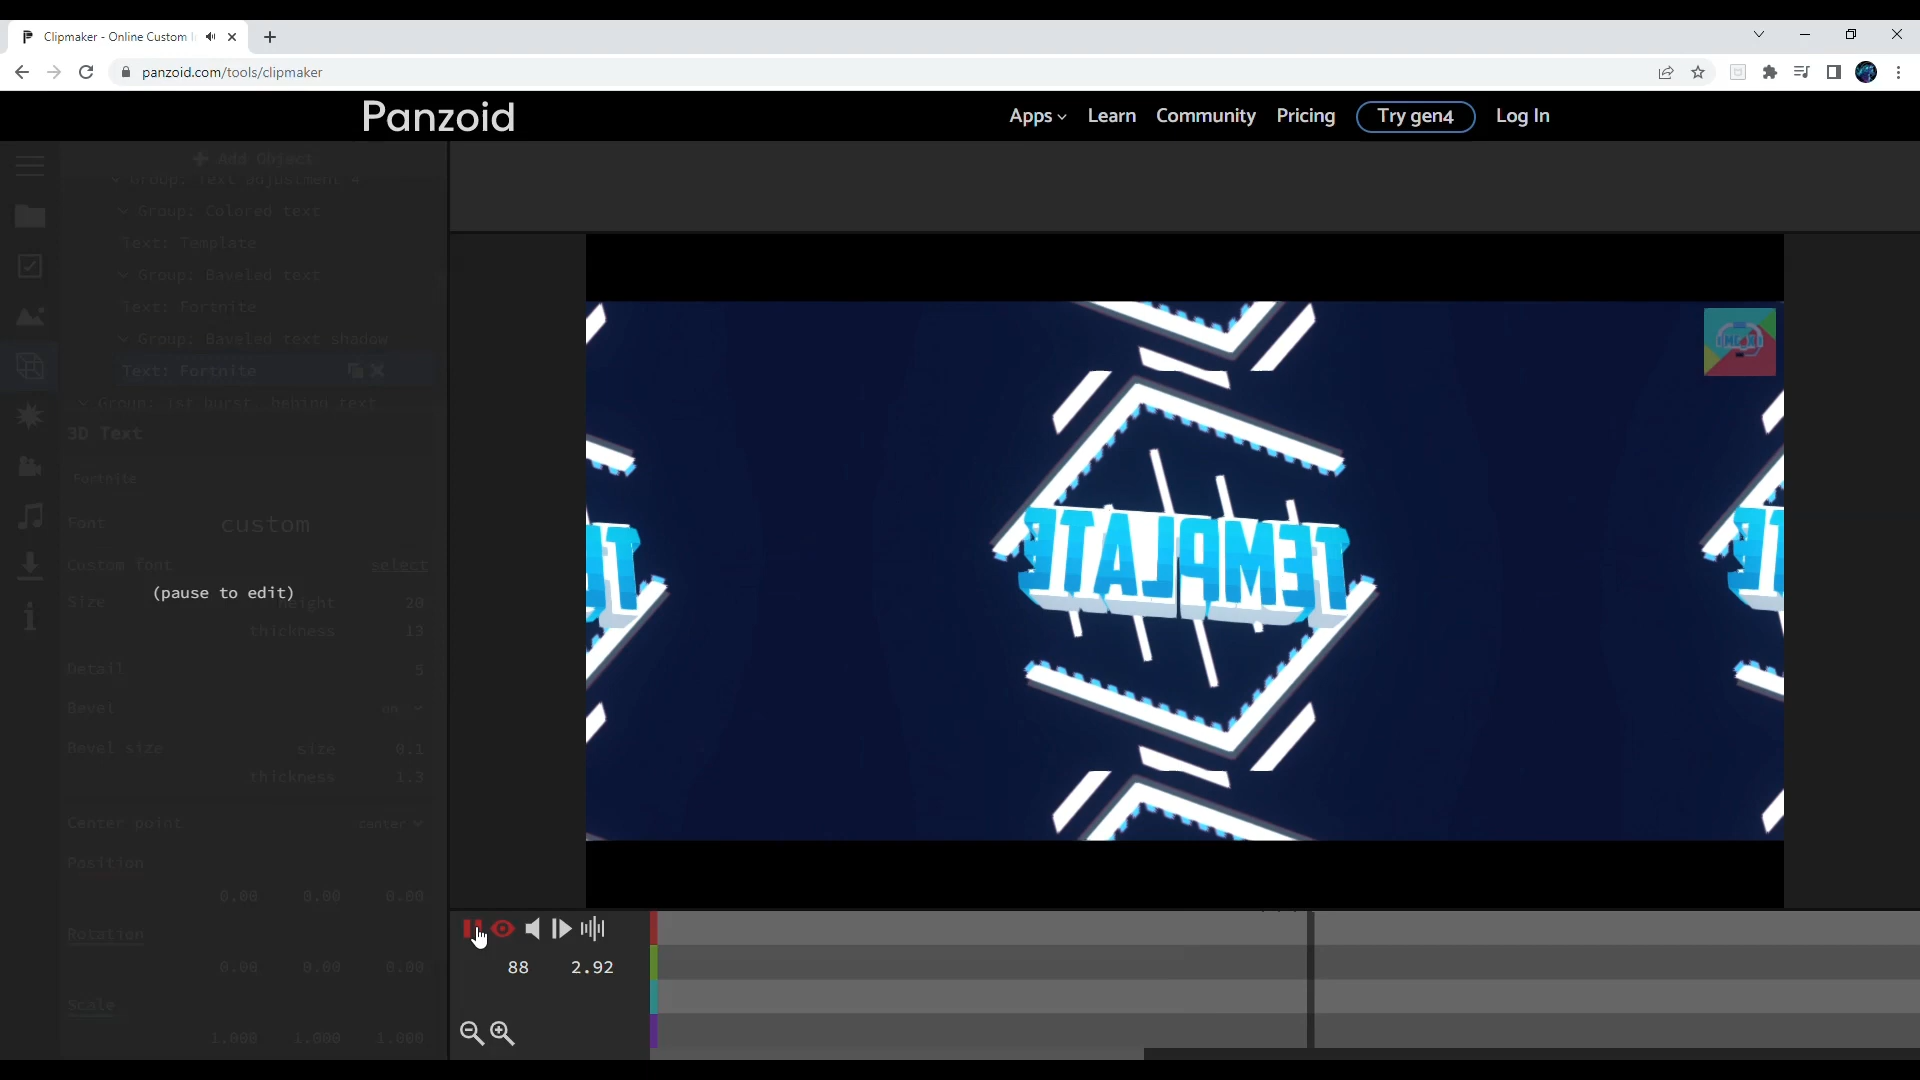 Clipmaker - Online Custom I
panzoid.com/tools/clipmaker
Panzoid
Apps
Learn
Community
Pricing
Try gen4
Log In
+ Add Object
Group: Text adjustment 4
Group: Colored text
Text: Template
Group: Baveled text
Text: Fortnite
Group: Baveled text shadow
Text: Fortnite
Group: 1st burst
text
3D Text
Fortnite
Font custom
Custom font select
(pause to edit)
Size height 20
thickness 13
Detail 5
Bevel on
Bevel size size 0.1
thickness 1.3
Center point center
Position
0.00 0.00 0.00
Rotation
0.00 0.00 0.00
Scale
1.000 1.000 1.000
TEMPLATE
88 2.92